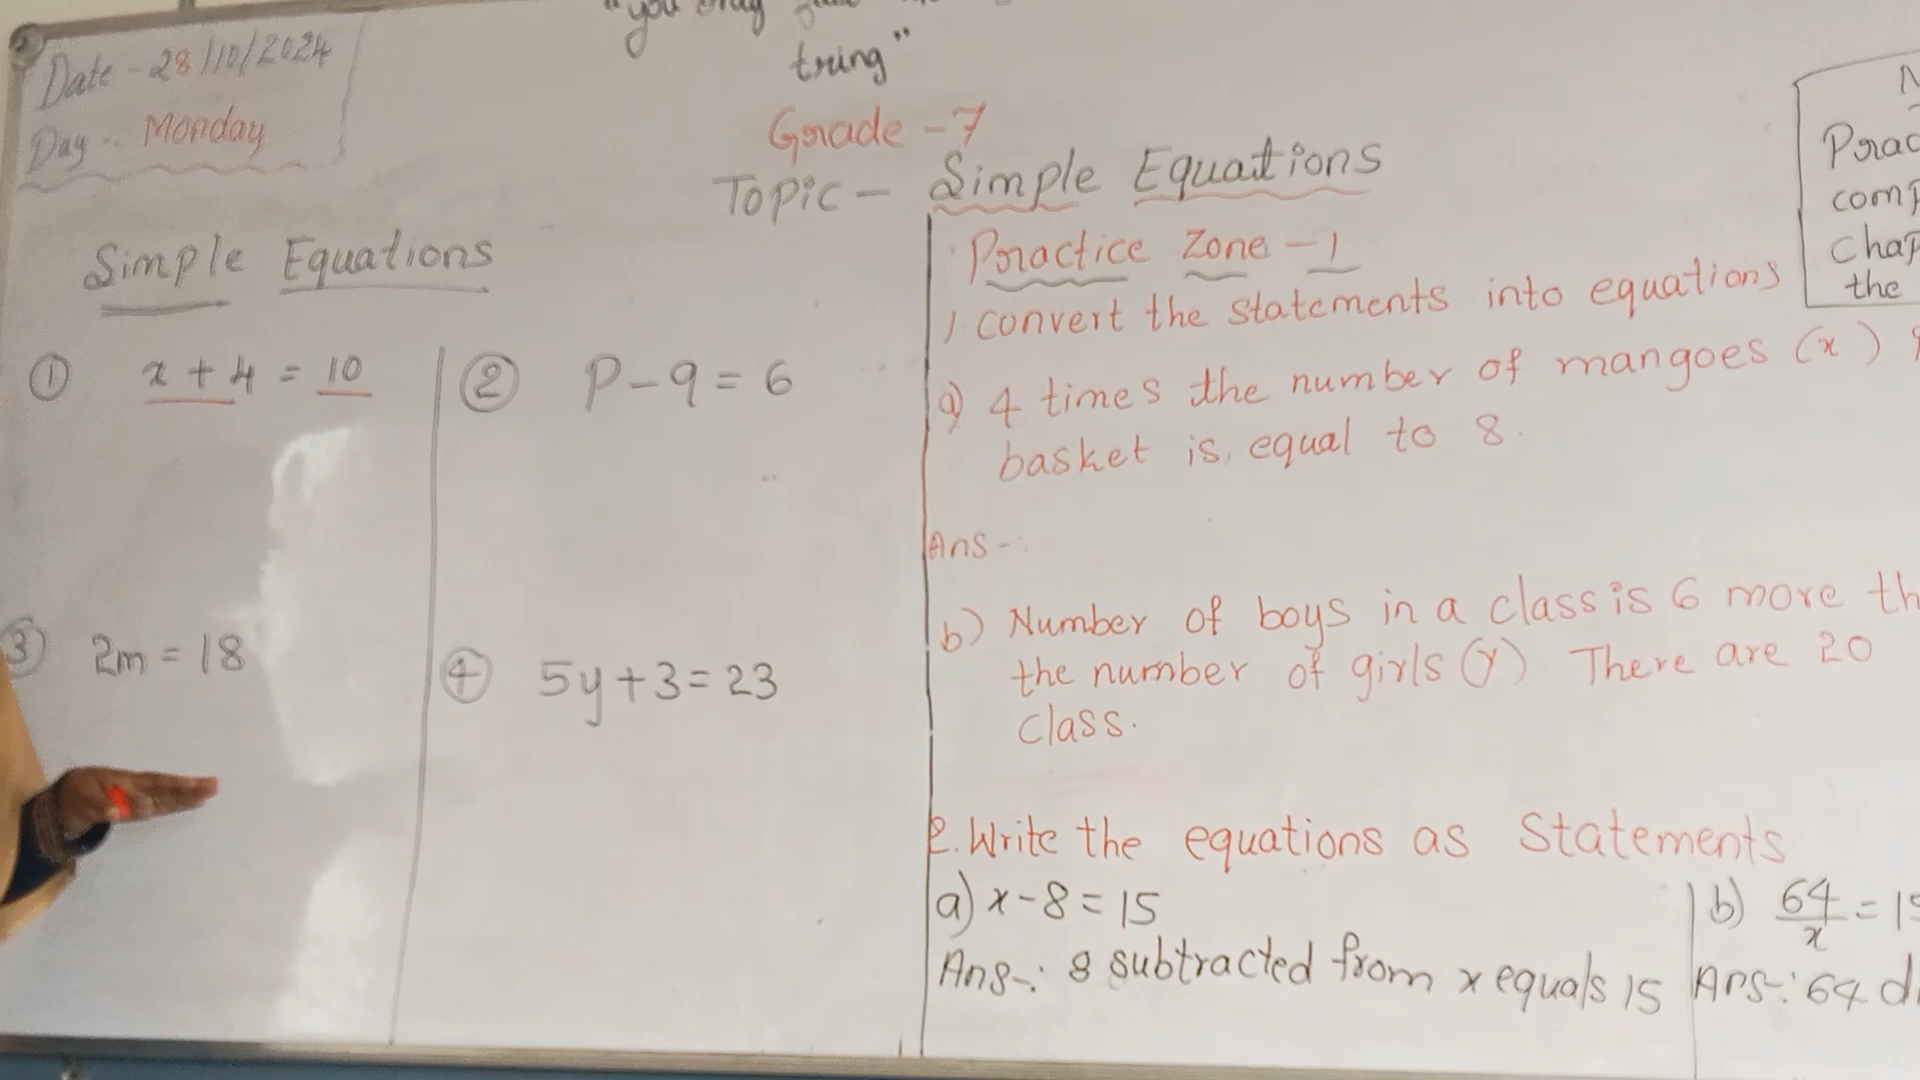 "you only
tring"
Date - 28/10/2024
Day.. Monday
Grade - 7
Topic - Simple Equations
Simple Equations
① x + 4 = 10
② p - 9 = 6
③ 2m = 18
④ 5y + 3 = 23
Practice Zone - 1
1 convert the statements into equations
a) 4 times the number of mangoes (x)
basket is equal to 8.
Ans -:
b) Number of boys in a class is 6 more th
the number of girls (y) There are 20
class.
2. Write the equations as Statements
a) x - 8 = 15
Ans-: 8 subtracted from x equals 15
b) 64/x = 15
Ans-: 64 d
Prac
comp
Chap
the